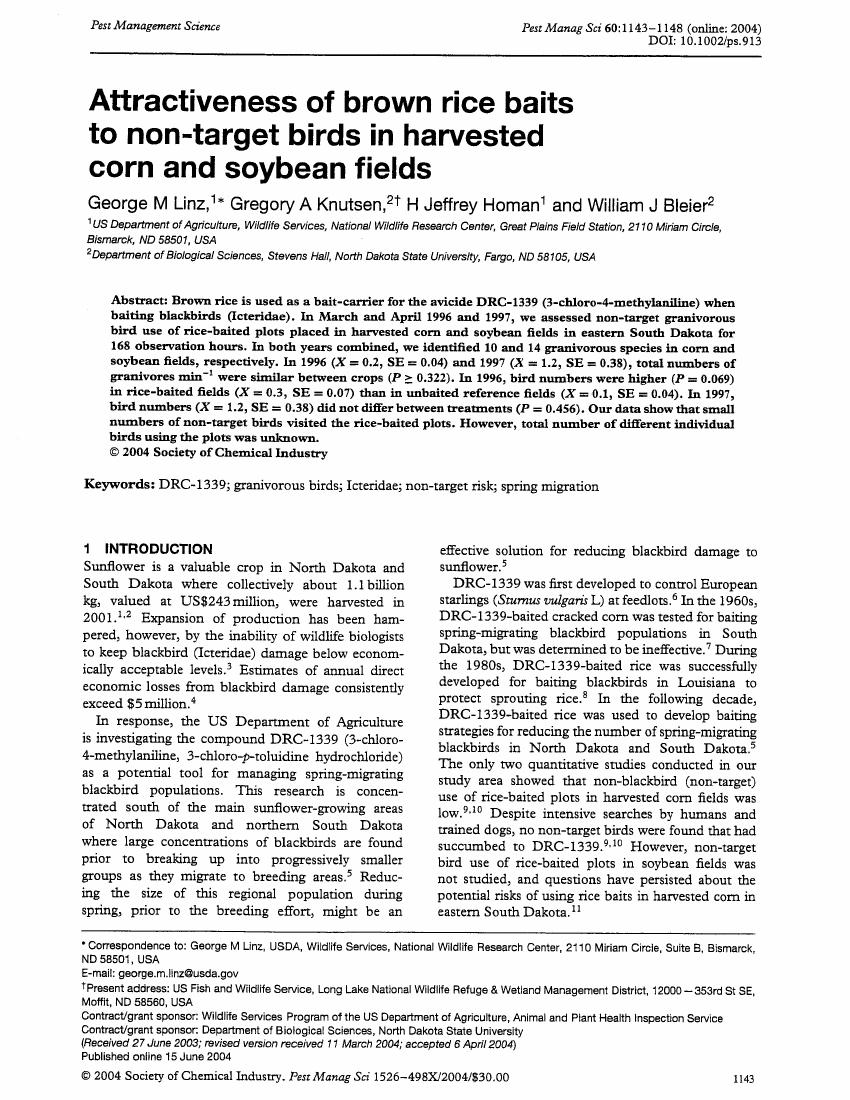 Pest Management Science
Pest Manag Sci 60:1143–1148 (online: 2004)
DOI: 10.1002/ps.913
Attractiveness of brown rice baits
to non-target birds in harvested
corn and soybean fields
George M Linz,1* Gregory A Knutsen,2† H Jeffrey Homan1 and William J Bleier2
1US Department of Agriculture, Wildlife Services, National Wildlife Research Center, Great Plains Field Station, 2110 Miriam Circle,
Bismarck, ND 58501, USA
2Department of Biological Sciences, Stevens Hall, North Dakota State University, Fargo, ND 58105, USA
Abstract: Brown rice is used as a bait-carrier for the avicide DRC-1339 (3-chloro-4-methylaniline) when
baiting blackbirds (Icteridae). In March and April 1996 and 1997, we assessed non-target granivorous
bird use of rice-baited plots placed in harvested corn and soybean fields in eastern South Dakota for
168 observation hours. In both years combined, we identified 10 and 14 granivorous species in corn and
soybean fields, respectively. In 1996 (X = 0.2, SE = 0.04) and 1997 (X = 1.2, SE = 0.38), total numbers of
granivores min−1 were similar between crops (P ≥ 0.322). In 1996, bird numbers were higher (P = 0.069)
in rice-baited fields (X = 0.3, SE = 0.07) than in unbaited reference fields (X = 0.1, SE = 0.04). In 1997,
bird numbers (X = 1.2, SE = 0.38) did not differ between treatments (P = 0.456). Our data show that small
numbers of non-target birds visited the rice-baited plots. However, total number of different individual
birds using the plots was unknown.
© 2004 Society of Chemical Industry
Keywords: DRC-1339; granivorous birds; Icteridae; non-target risk; spring migration
1 INTRODUCTION
Sunflower is a valuable crop in North Dakota and
South Dakota where collectively about 1.1 billion
kg, valued at US$243 million, were harvested in
2001.1,2 Expansion of production has been ham-
pered, however, by the inability of wildlife biologists
to keep blackbird (Icteridae) damage below econom-
ically acceptable levels.3 Estimates of annual direct
economic losses from blackbird damage consistently
exceed $5 million.4
In response, the US Department of Agriculture
is investigating the compound DRC-1339 (3-chloro-
4-methylaniline, 3-chloro-p-toluidine hydrochloride)
as a potential tool for managing spring-migrating
blackbird populations. This research is concen-
trated south of the main sunflower-growing areas
of North Dakota and northern South Dakota
where large concentrations of blackbirds are found
prior to breaking up into progressively smaller
groups as they migrate to breeding areas.5 Reduc-
ing the size of this regional population during
spring, prior to the breeding effort, might be an
effective solution for reducing blackbird damage to
sunflower.5
DRC-1339 was first developed to control European
starlings (Sturnus vulgaris L) at feedlots.6 In the 1960s,
DRC-1339-baited cracked corn was tested for baiting
spring-migrating blackbird populations in South
Dakota, but was determined to be ineffective.7 During
the 1980s, DRC-1339-baited rice was successfully
developed for baiting blackbirds in Louisiana to
protect sprouting rice.8 In the following decade,
DRC-1339-baited rice was used to develop baiting
strategies for reducing the number of spring-migrating
blackbirds in North Dakota and South Dakota.5
The only two quantitative studies conducted in our
study area showed that non-blackbird (non-target)
use of rice-baited plots in harvested corn fields was
low.9,10 Despite intensive searches by humans and
trained dogs, no non-target birds were found that had
succumbed to DRC-1339.9,10 However, non-target
bird use of rice-baited plots in soybean fields was
not studied, and questions have persisted about the
potential risks of using rice baits in harvested corn in
eastern South Dakota.11
* Correspondence to: George M Linz, USDA, Wildlife Services, National Wildlife Research Center, 2110 Miriam Circle, Suite B, Bismarck,
ND 58501, USA
E-mail: george.m.linz@usda.gov
†Present address: US Fish and Wildlife Service, Long Lake National Wildlife Refuge & Wetland Management District, 12000 – 353rd St SE,
Moffit, ND 58560, USA
Contract/grant sponsor: Wildlife Services Program of the US Department of Agriculture, Animal and Plant Health Inspection Service
Contract/grant sponsor: Department of Biological Sciences, North Dakota State University
(Received 27 June 2003; revised version received 11 March 2004; accepted 6 April 2004)
Published online 15 June 2004
© 2004 Society of Chemical Industry. Pest Manag Sci 1526–498X/2004/$30.00
1143